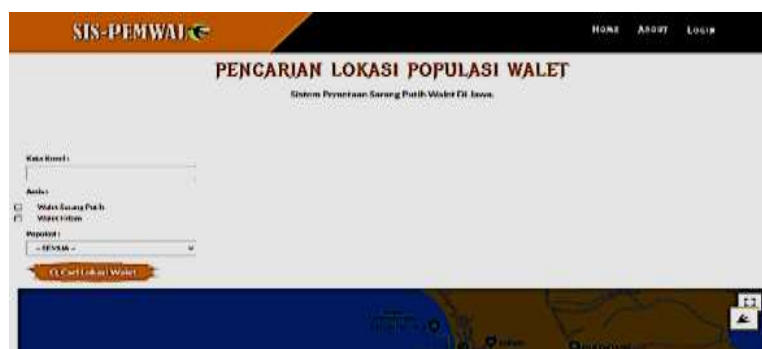 SIS-PEMWALE
HOME ABOUT LOGIN
PENCARIAN LOKASI POPULASI WALET
Sistem Pemetaan Sarang Putih Walet Di Jawa.
Kata Kunci :
Jenis :
Walet Sarang Putih
Walet Hitam
Populasi :
-- SEMUA --
Cari Lokasi Walet